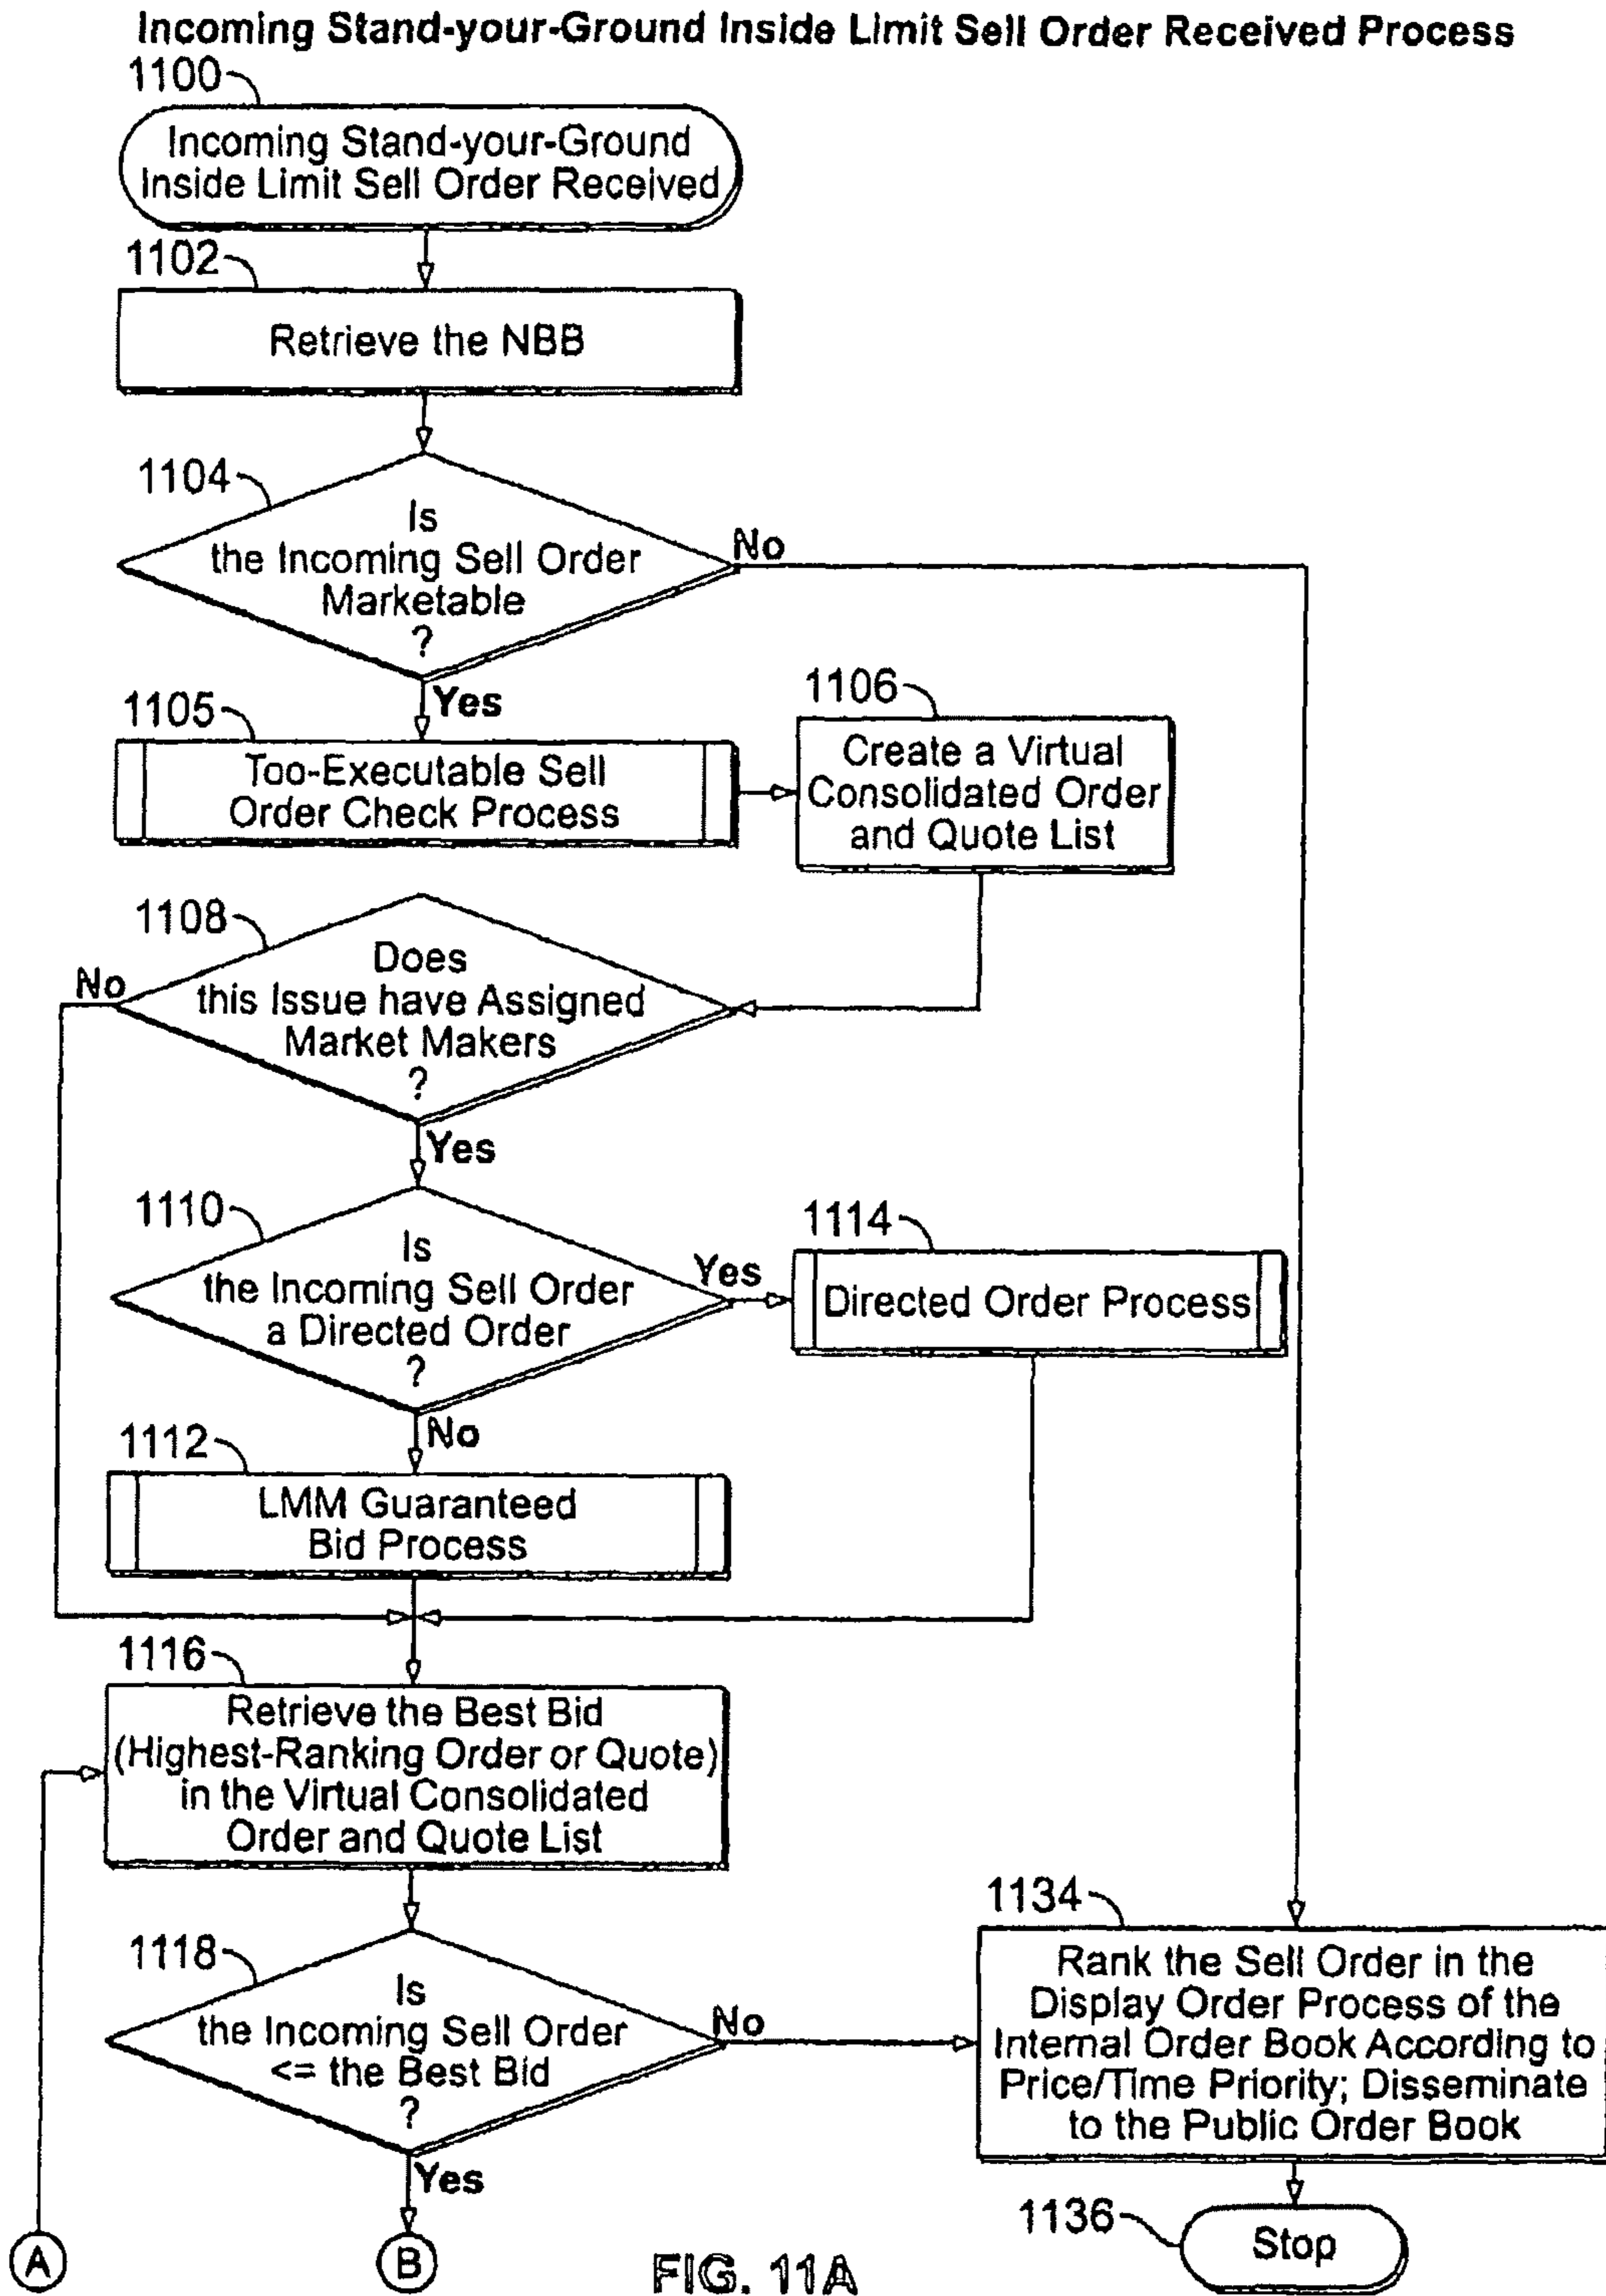 Incoming Stand-your-Ground Inside Limit Sell Order Received Process
1100
Incoming Stand-your-Ground
Inside Limit Sell Order Received
1102
Retrieve the NBB
1104
Is
the Incoming Sell Order
Marketable
?
No
Yes
1105
Too-Executable Sell
Order Check Process
1106
Create a Virtual
Consolidated Order
and Quote List
1108
Does
this Issue have Assigned
Market Makers
?
No
Yes
1110
Is
the Incoming Sell Order
a Directed Order
?
Yes
1114
Directed Order Process
No
1112
LMM Guaranteed
Bid Process
1116
Retrieve the Best Bid
(Highest-Ranking Order or Quote)
in the Virtual Consolidated
Order and Quote List
1118
Is
the Incoming Sell Order
<= the Best Bid
?
No
1134
Rank the Sell Order in the
Display Order Process of the
Internal Order Book According to
Price/Time Priority; Disseminate
to the Public Order Book
Yes
1136
Stop
A
B
FIG. 11A